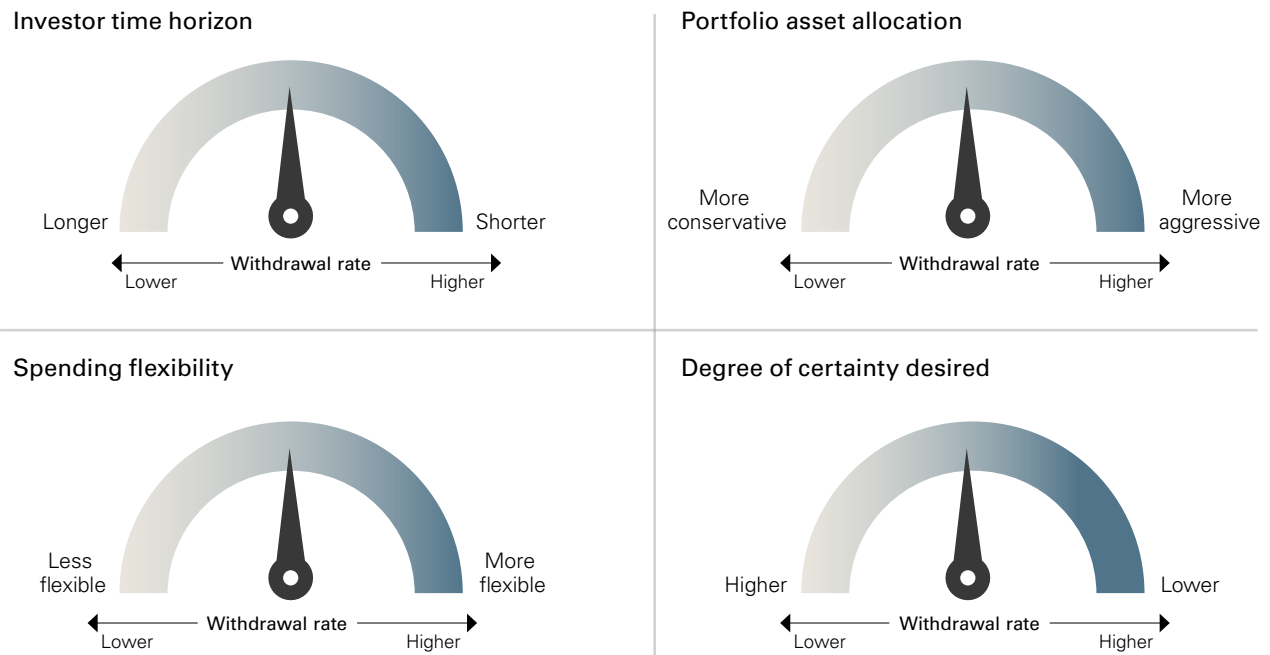 Investor time horizon
Longer
Shorter
Withdrawal rate
Lower
Higher
Portfolio asset allocation
More
conservative
More
aggressive
Withdrawal rate
Lower
Higher
Spending flexibility
Less
flexible
More
flexible
Withdrawal rate
Lower
Higher
Degree of certainty desired
Higher
Lower
Withdrawal rate
Lower
Higher